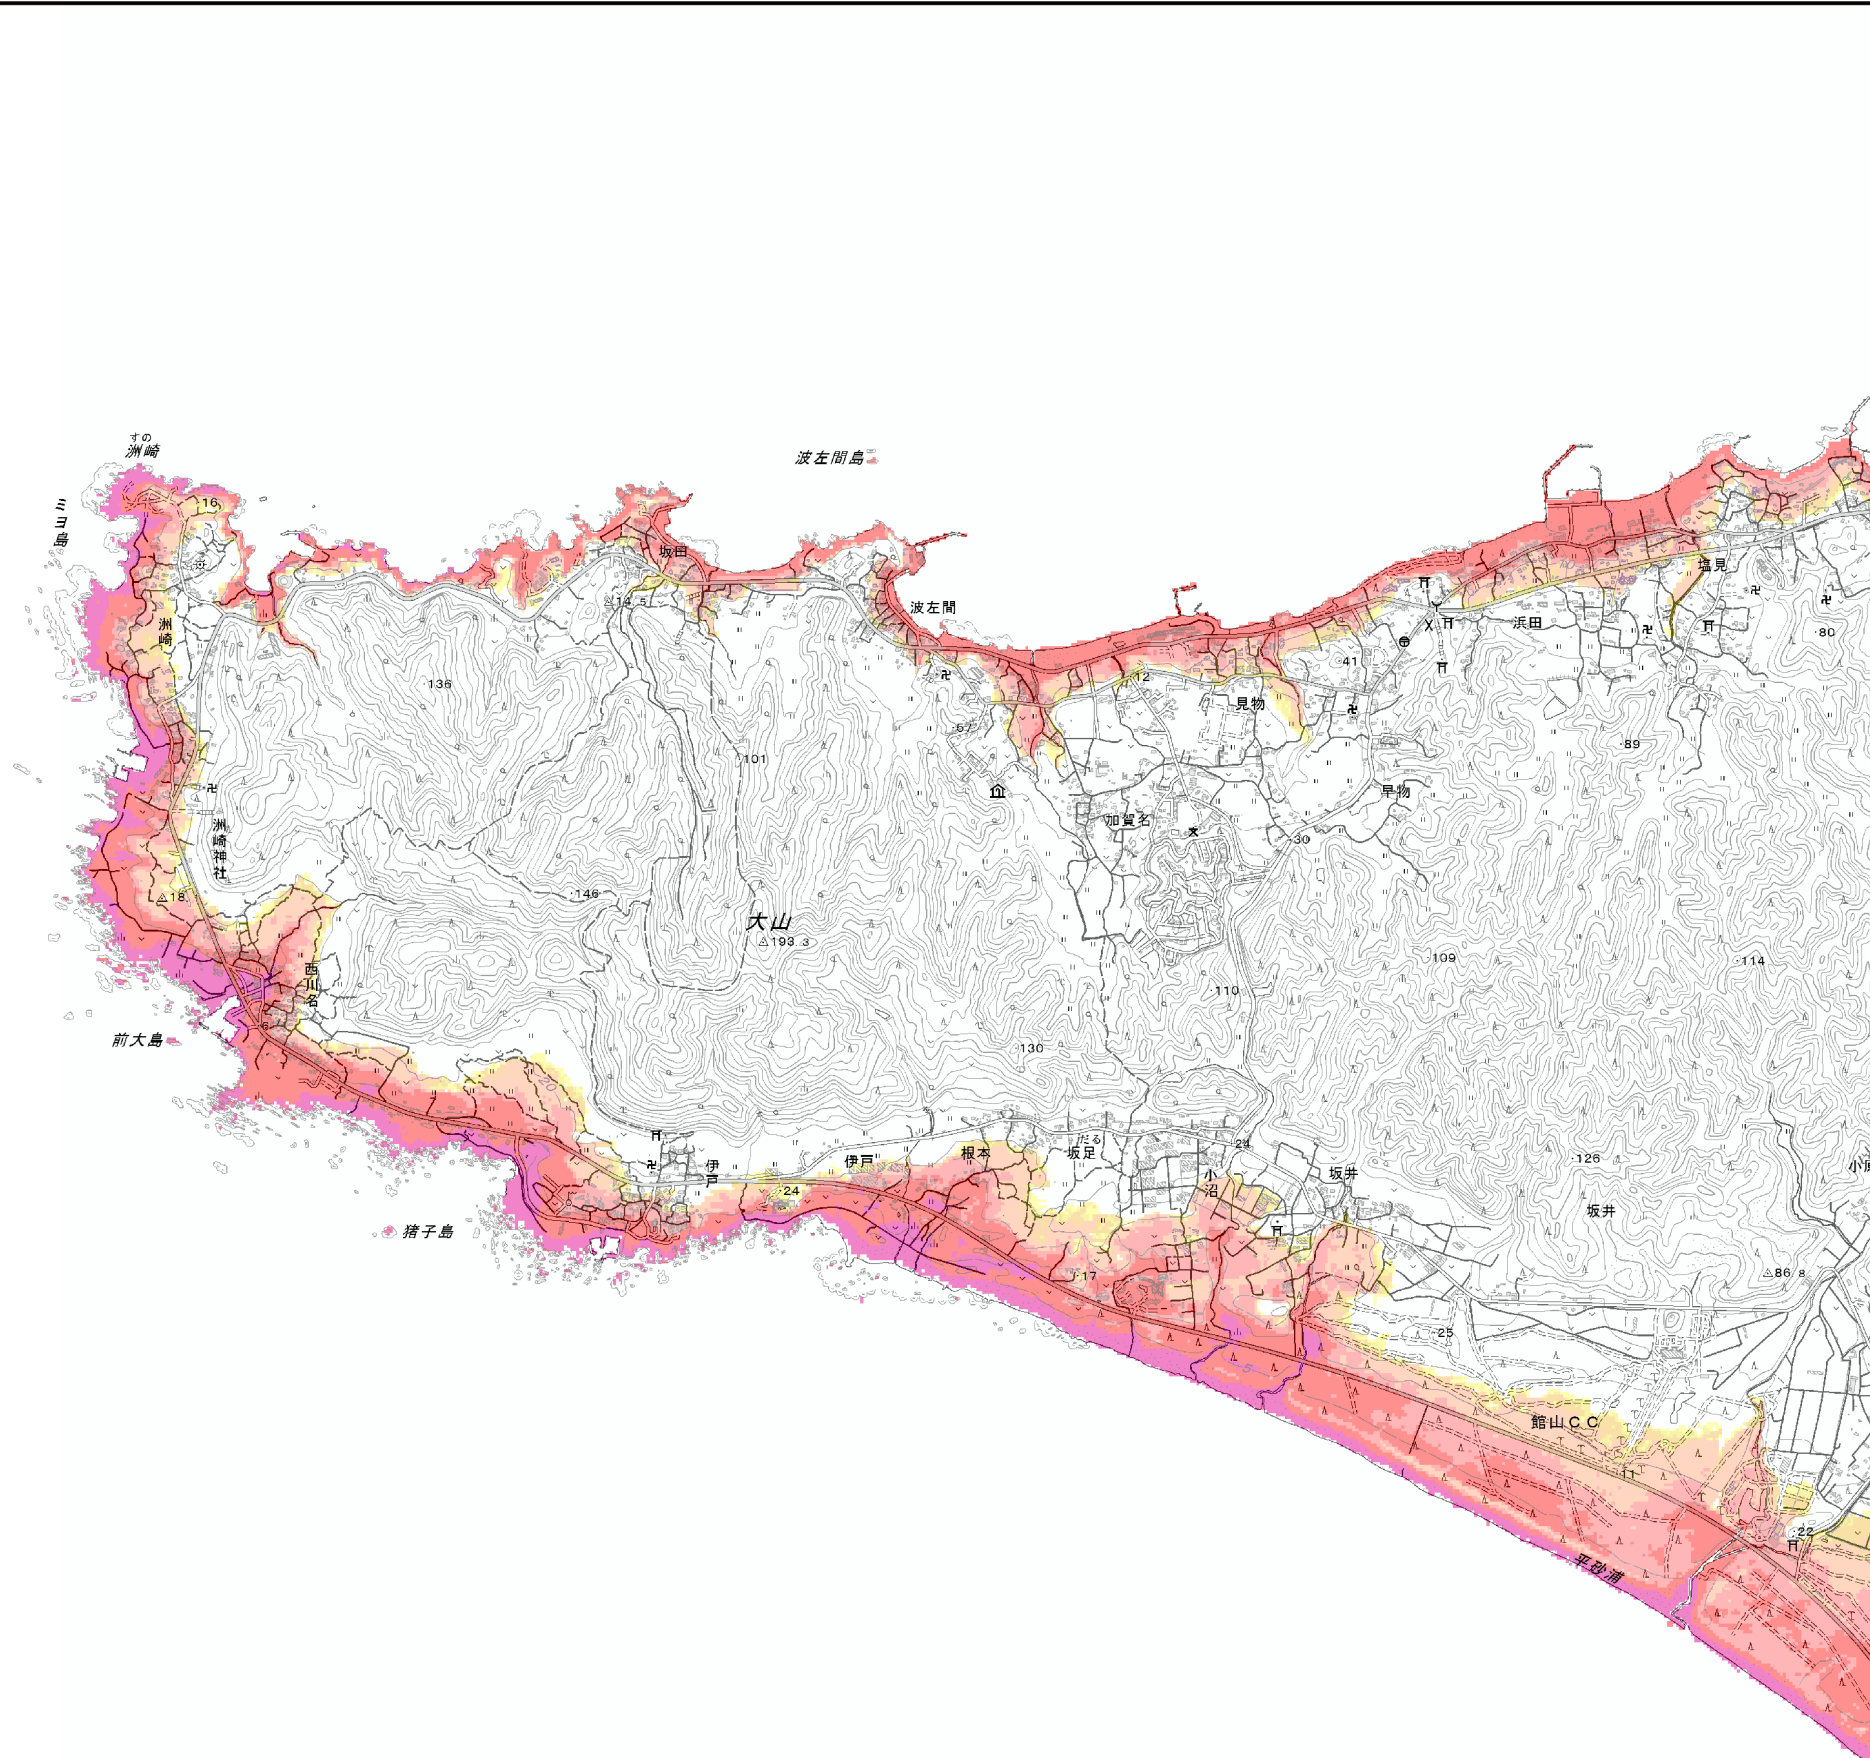 すの
洲崎
波左間島
ミヨ島
16
坂田
塩見
14.5
波左間
浜田
80
洲崎
41
12
136
見物
67
89
101
早物
加賀名
洲崎神社
30
18
146
大山
193.3
109
114
西川名
110
6
前大島
130
20
だる
坂足
24
伊戸
伊戸
根本
126
坂井
小沼
24
坂井
猪子島
17
86.8
25
5
館山CC
11
22
平砂浦